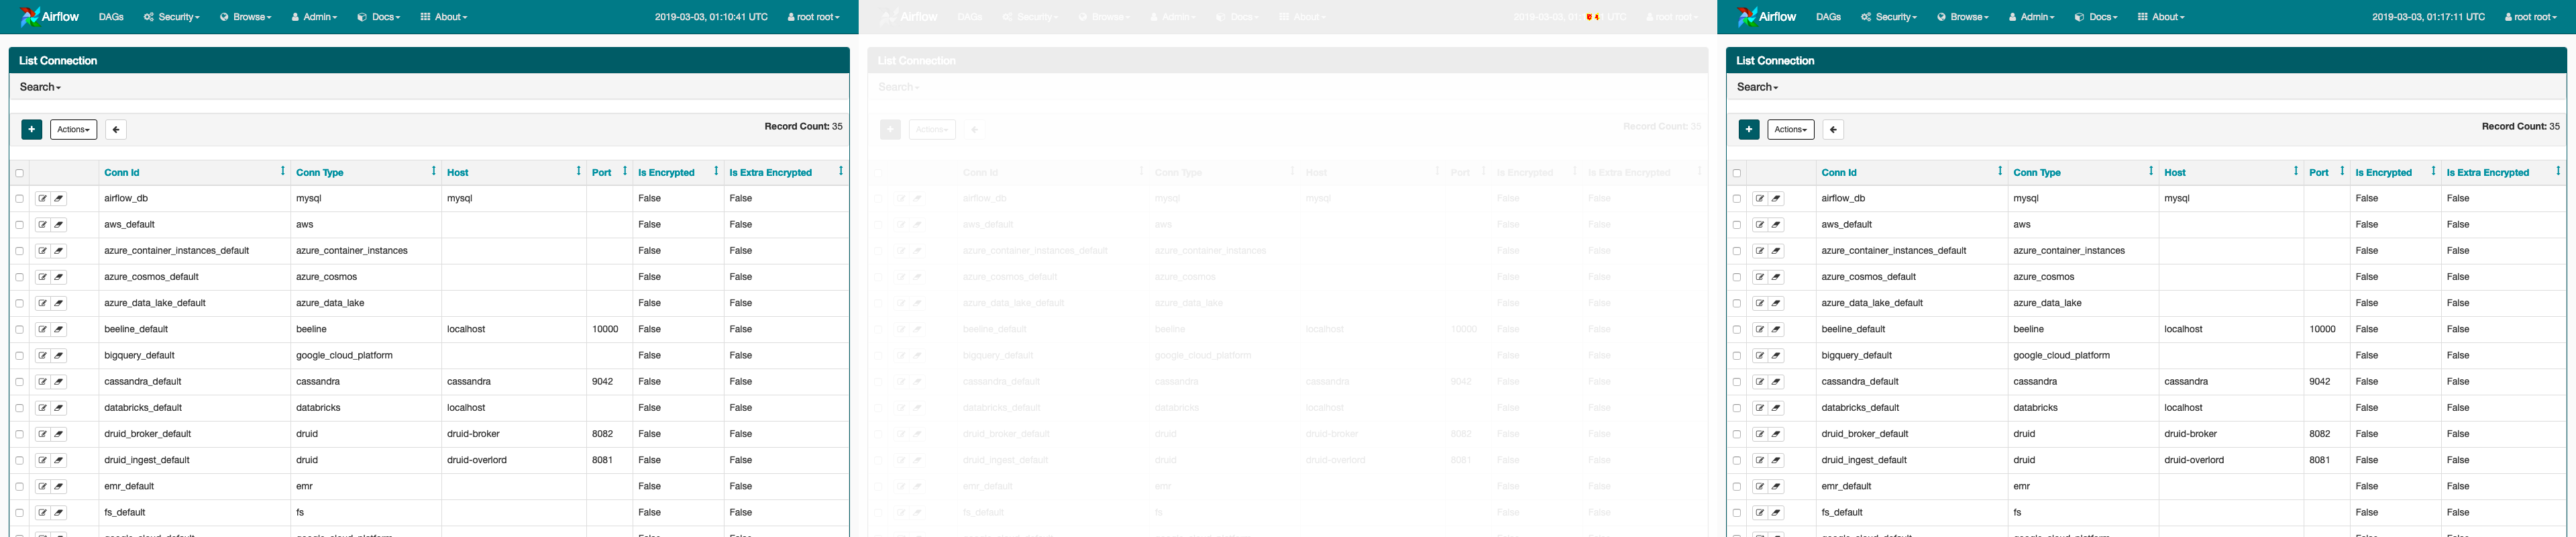 Airflow DAGs Security Browse Admin Docs About 2019-03-03, 01:10:41 UTC root root
List Connection
Search
+ Actions Record Count: 35
Conn Id Conn Type Host Port Is Encrypted Is Extra Encrypted
airflow_db mysql mysql False False
aws_default aws False False
azure_container_instances_default azure_container_instances False False
azure_cosmos_default azure_cosmos False False
azure_data_lake_default azure_data_lake False False
beeline_default beeline localhost 10000 False False
bigquery_default google_cloud_platform False False
cassandra_default cassandra cassandra 9042 False False
databricks_default databricks localhost False False
druid_broker_default druid druid-broker 8082 False False
druid_ingest_default druid druid-overlord 8081 False False
emr_default emr False False
fs_default fs False False
Airflow DAGs Security Browse Admin Docs About 2019-03-03, 01: UTC root root
List Connection
Search
+ Actions Record Count: 35
Conn Id Conn Type Host Port Is Encrypted Is Extra Encrypted
airflow_db mysql mysql False False
aws_default aws False False
azure_container_instances_default azure_container_instances False False
azure_cosmos_default azure_cosmos False False
azure_data_lake_default azure_data_lake False False
beeline_default beeline localhost 10000 False False
bigquery_default google_cloud_platform False False
cassandra_default cassandra cassandra 9042 False False
databricks_default databricks localhost False False
druid_broker_default druid druid-broker 8082 False False
druid_ingest_default druid druid-overlord 8081 False False
emr_default emr False False
fs_default fs False False
Airflow DAGs Security Browse Admin Docs About 2019-03-03, 01:17:11 UTC root root
List Connection
Search
+ Actions Record Count: 35
Conn Id Conn Type Host Port Is Encrypted Is Extra Encrypted
airflow_db mysql mysql False False
aws_default aws False False
azure_container_instances_default azure_container_instances False False
azure_cosmos_default azure_cosmos False False
azure_data_lake_default azure_data_lake False False
beeline_default beeline localhost 10000 False False
bigquery_default google_cloud_platform False False
cassandra_default cassandra cassandra 9042 False False
databricks_default databricks localhost False False
druid_broker_default druid druid-broker 8082 False False
druid_ingest_default druid druid-overlord 8081 False False
emr_default emr False False
fs_default fs False False